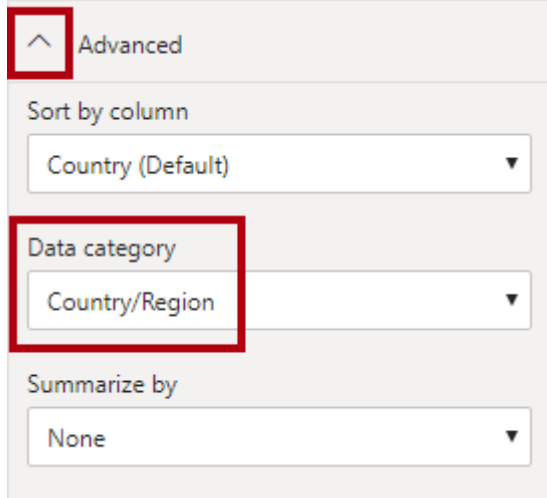 Advanced
Sort by column
Country (Default)
Data category
Country/Region
Summarize by
None